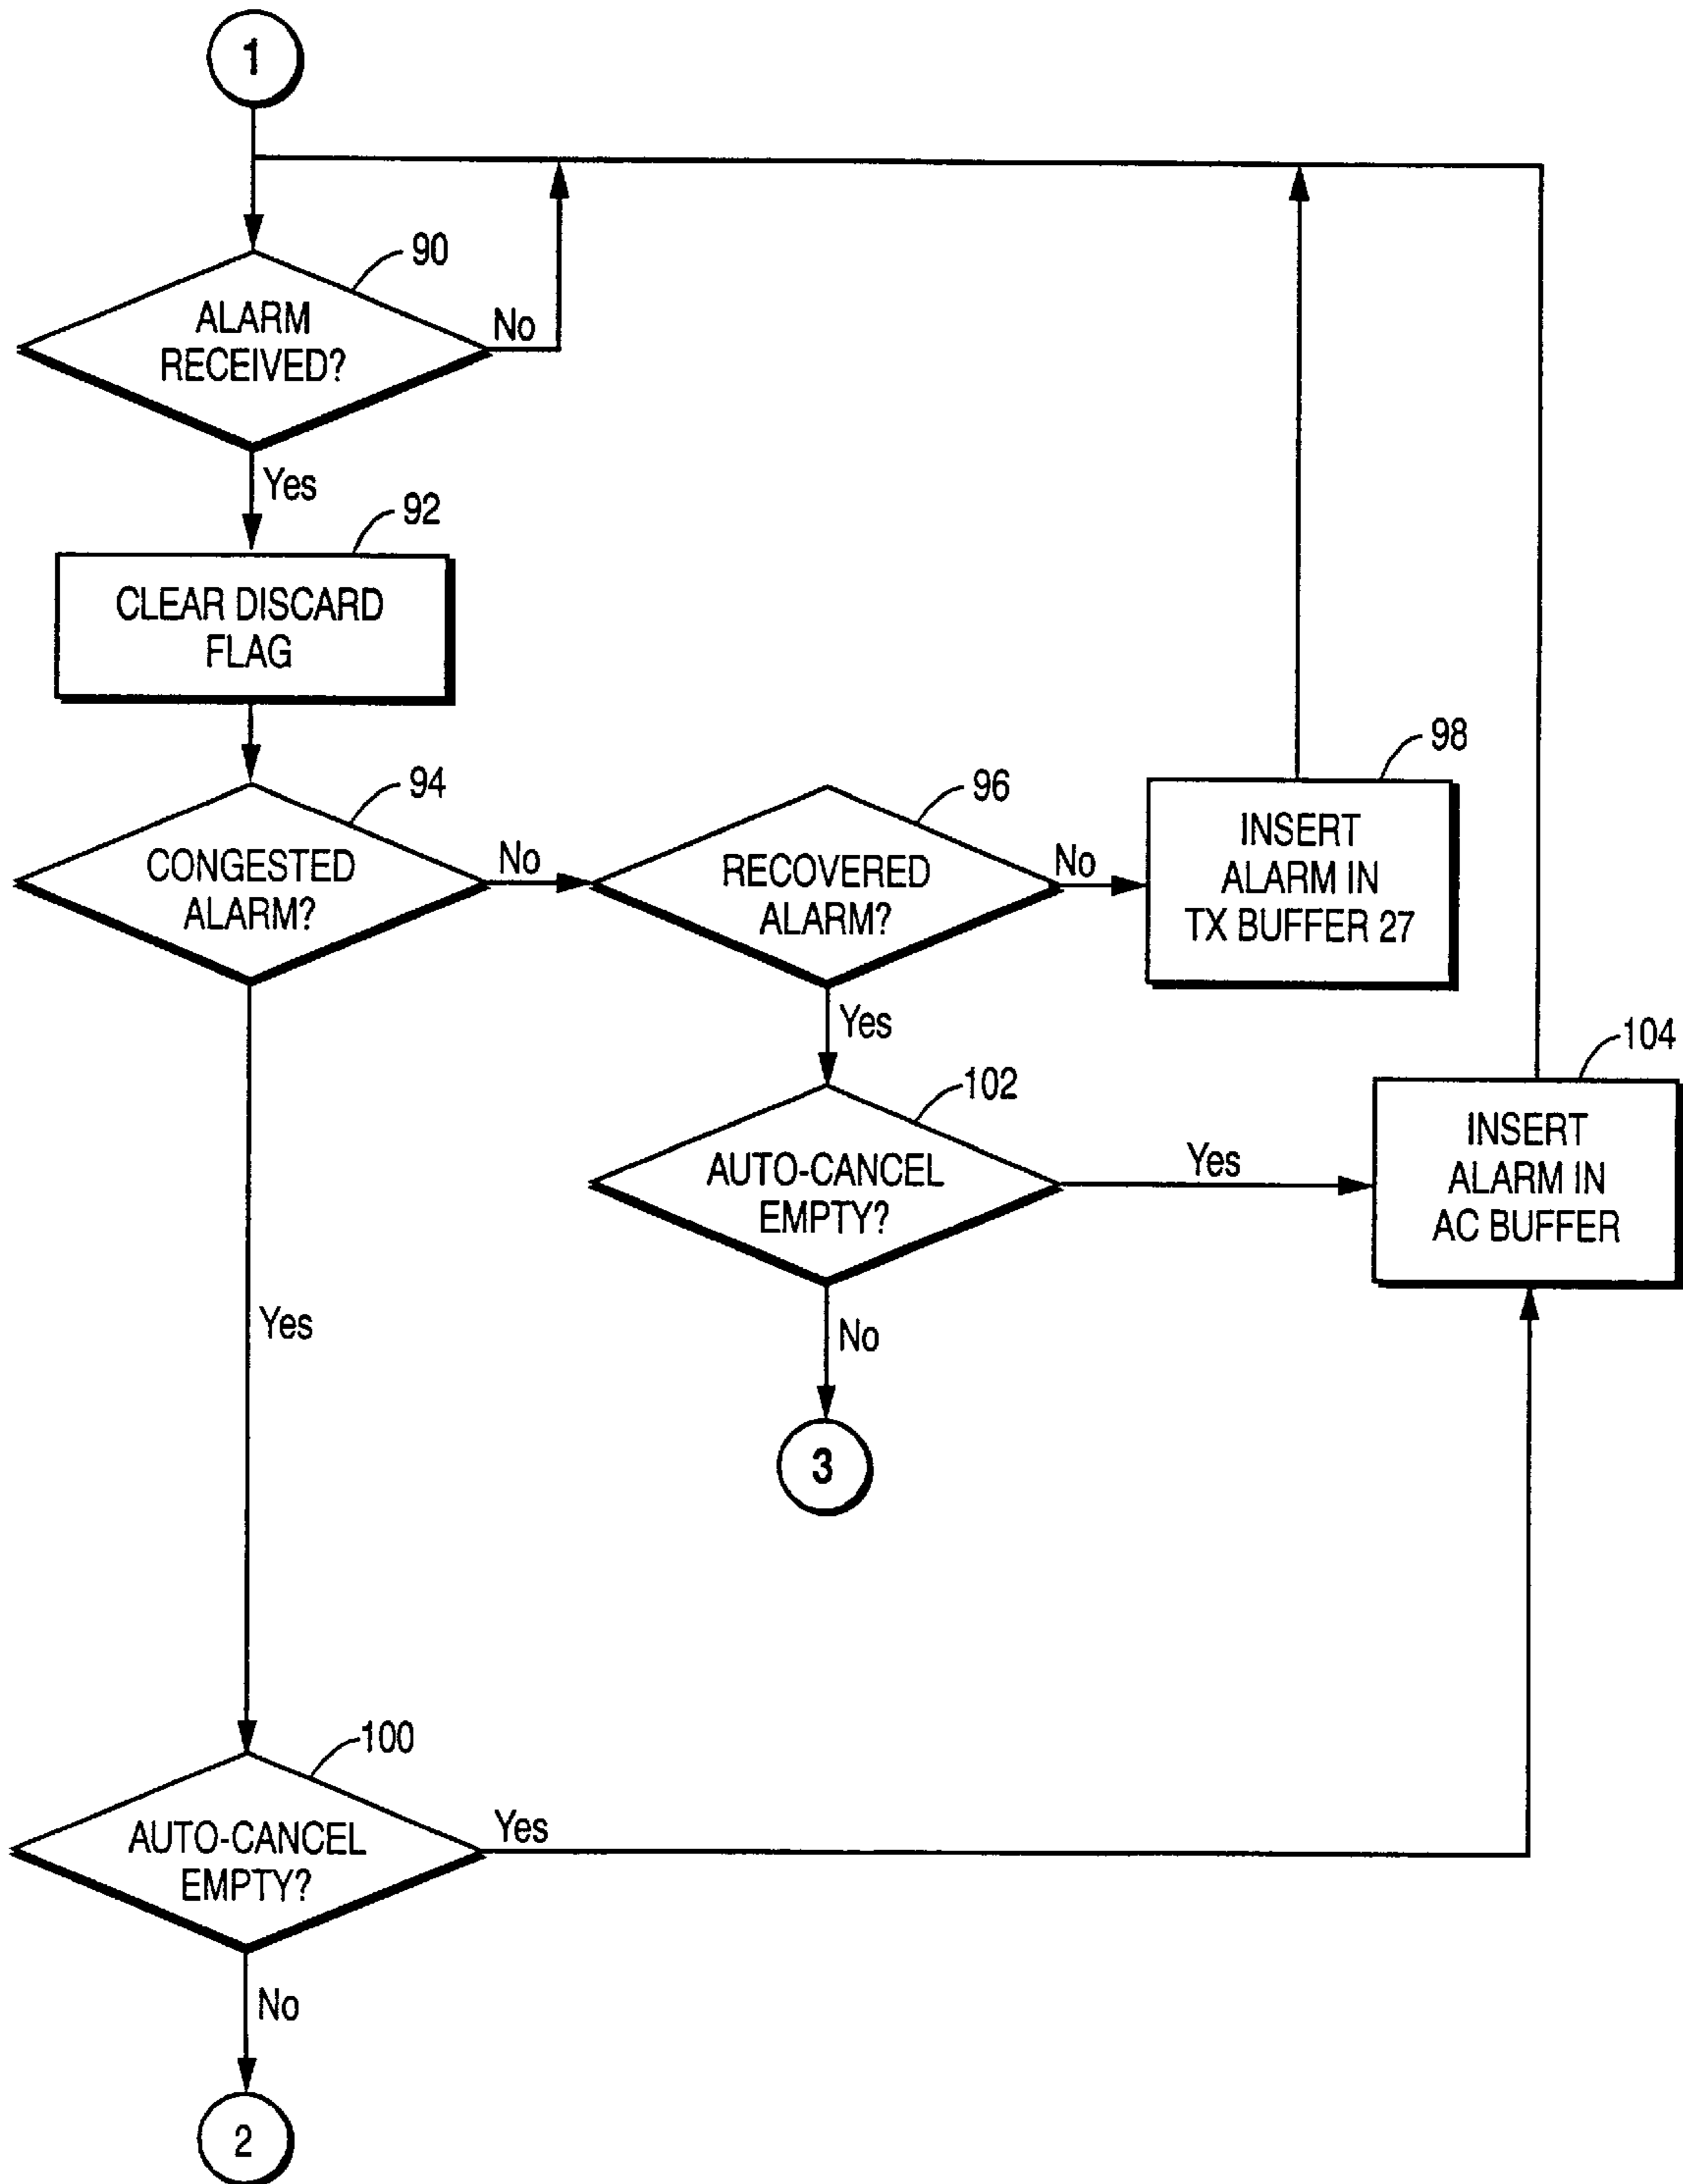 1
90
ALARM
RECEIVED?
No
Yes
92
CLEAR DISCARD
FLAG
94
CONGESTED
ALARM?
No
96
RECOVERED
ALARM?
No
98
INSERT
ALARM IN
TX BUFFER 27
Yes
102
AUTO-CANCEL
EMPTY?
Yes
104
INSERT
ALARM IN
AC BUFFER
No
3
Yes
100
AUTO-CANCEL
EMPTY?
Yes
No
2